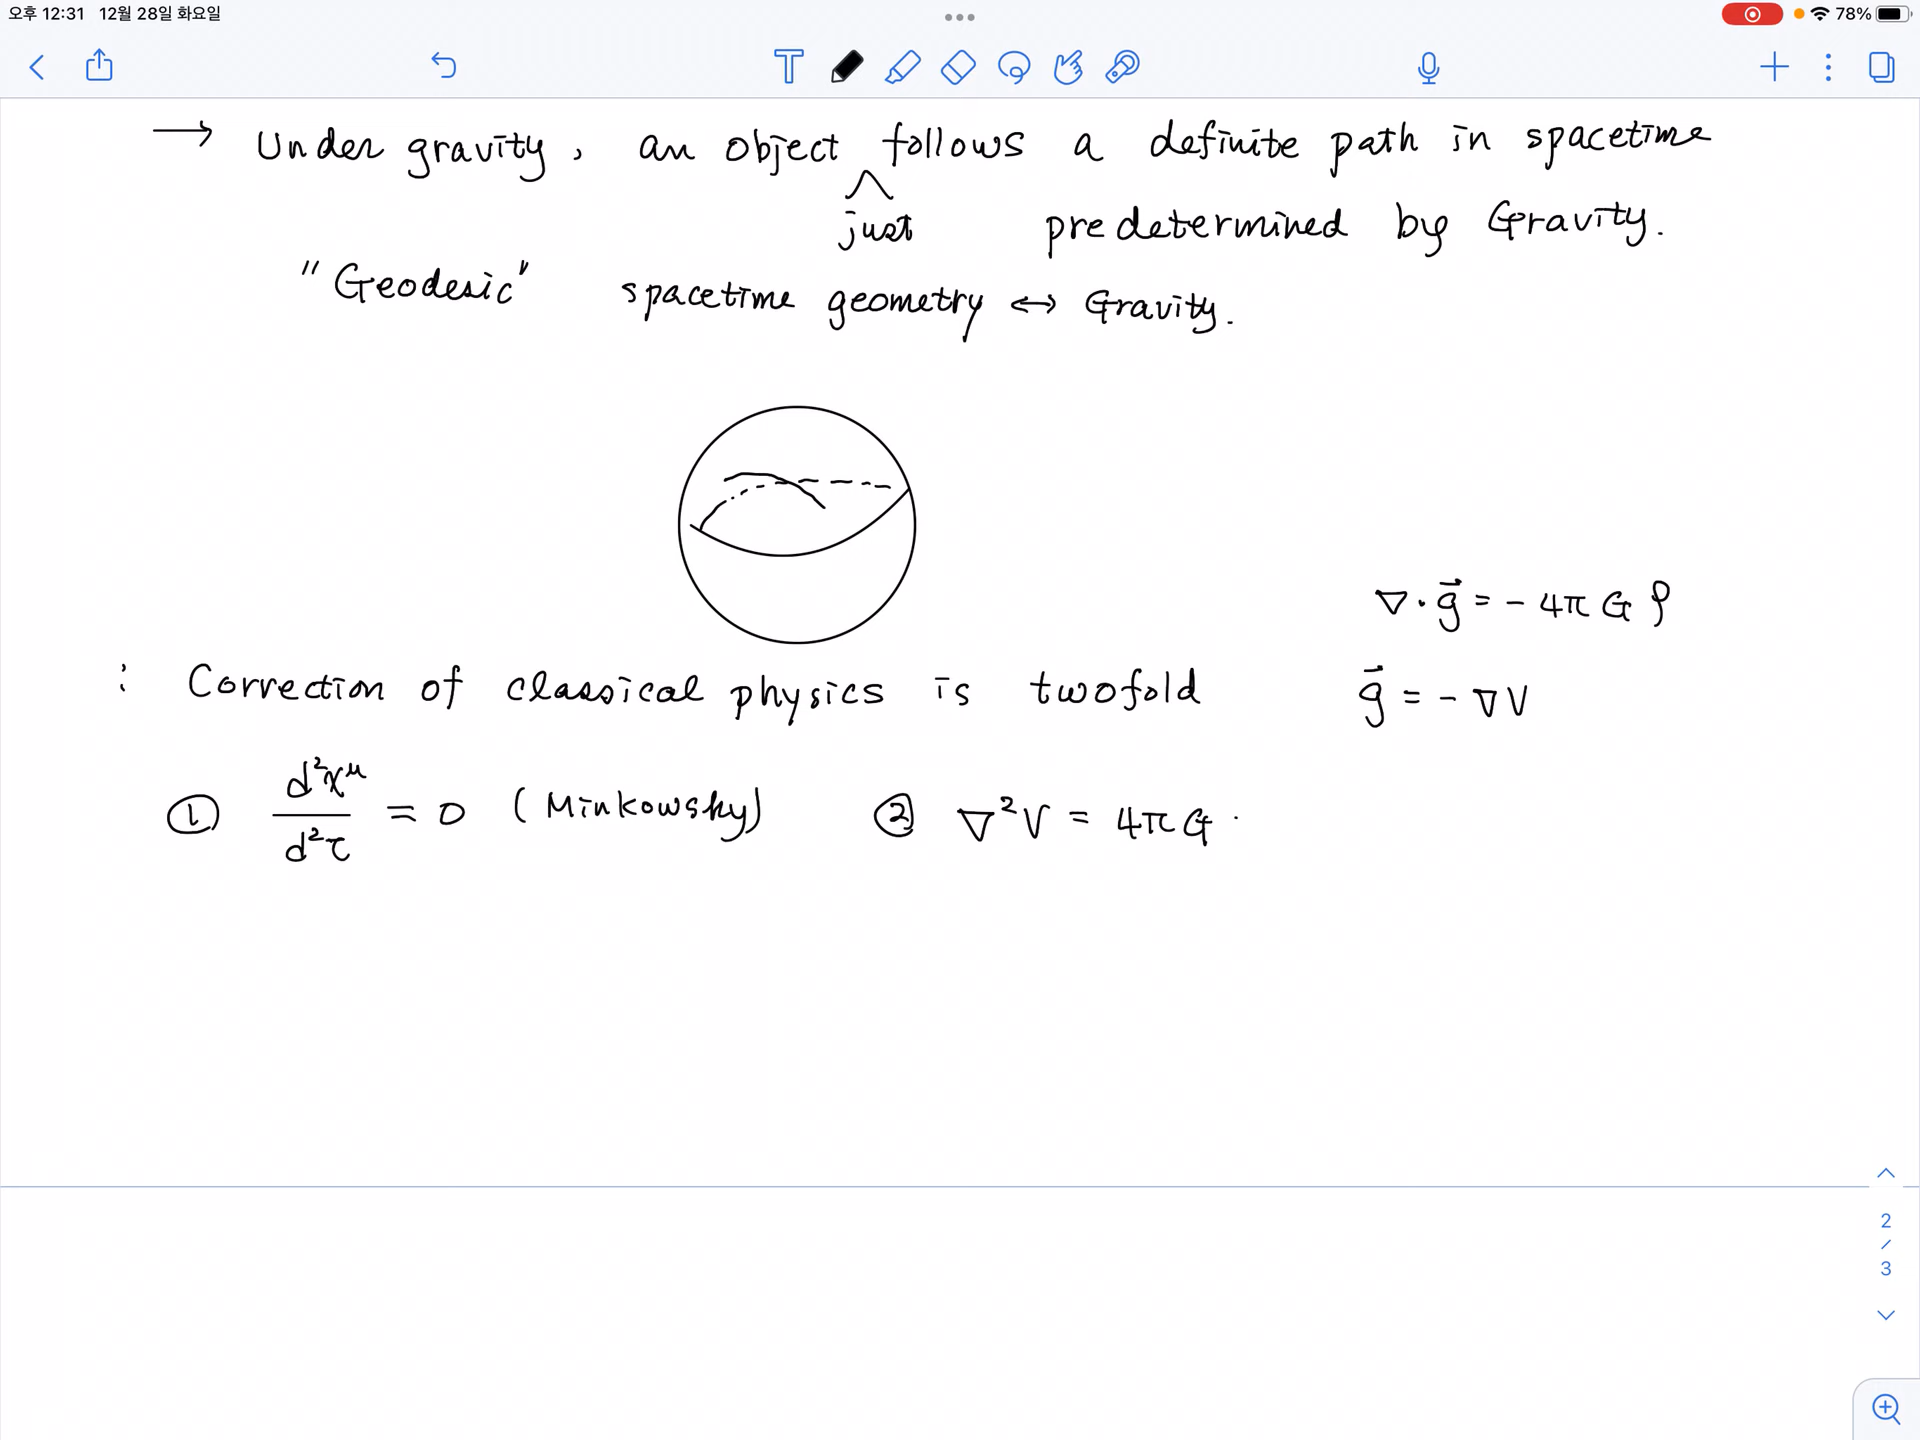 오후 12:31 12월 28일 화요일
78%
→ Under gravity, an object follows a definite path in spacetime
just predetermined by Gravity.
"Geodesic" spacetime geometry ↔ Gravity.
∇·g⃗ = - 4πG ρ
: Correction of classical physics is twofold
g⃗ = - ∇V
① d²x^μ / d²τ = 0 (Minkowsky) ② ∇²V = 4πG ·
2
/
3